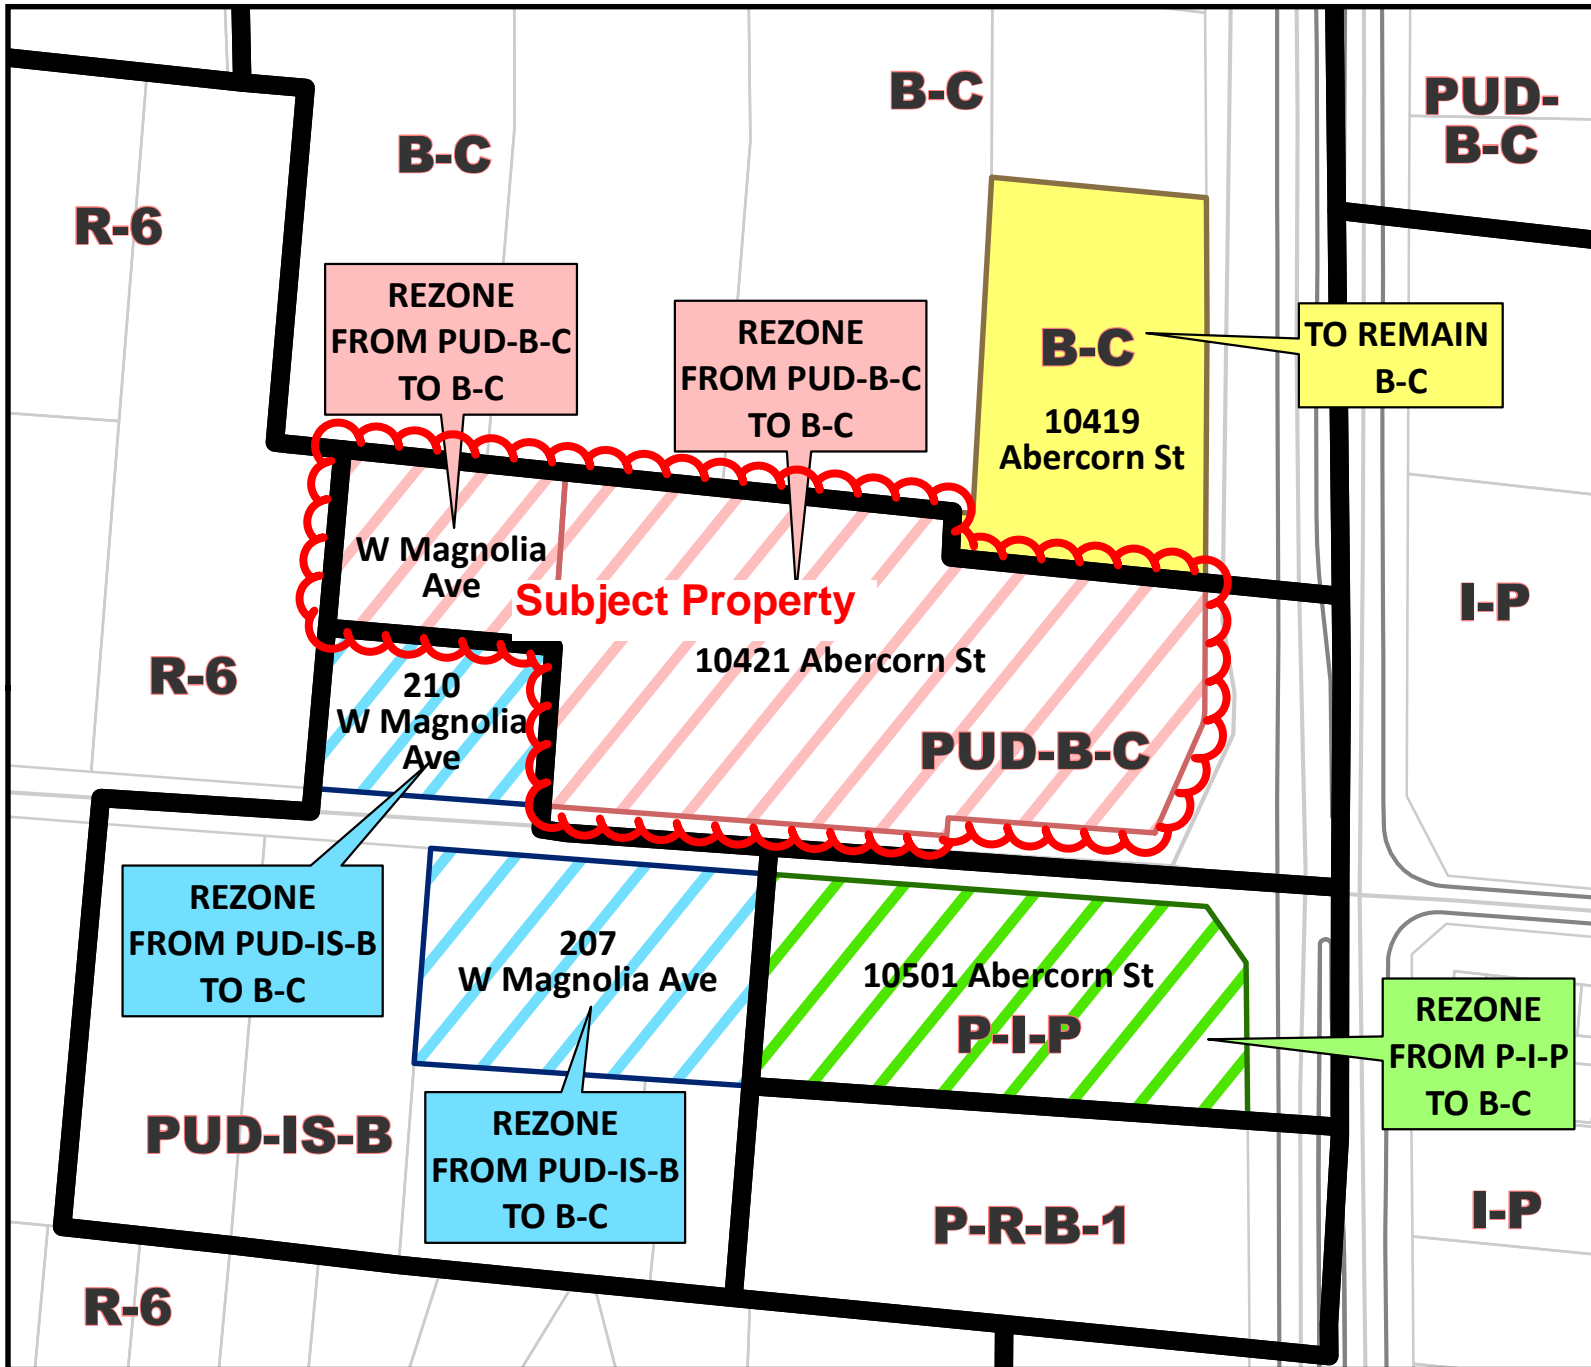 B-C
PUD-
B-C
B-C
R-6
REZONE
FROM PUD-B-C
TO B-C
REZONE
FROM PUD-B-C
TO B-C
B-C
TO REMAIN
B-C
10419
Abercorn St
W Magnolia
Ave
Subject Property
I-P
10421 Abercorn St
R-6
210
W Magnolia
Ave
PUD-B-C
REZONE
FROM PUD-IS-B
TO B-C
207
W Magnolia Ave
10501 Abercorn St
P-I-P
REZONE
FROM P-I-P
TO B-C
PUD-IS-B
REZONE
FROM PUD-IS-B
TO B-C
P-R-B-1
I-P
R-6